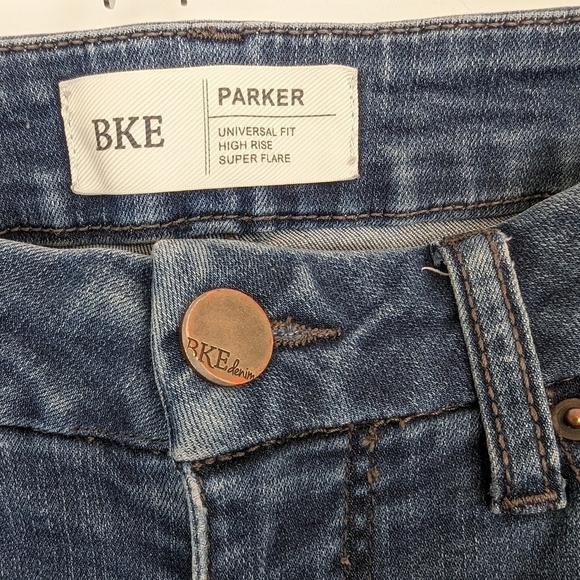 BKE
PARKER
UNIVERSAL FIT
HIGH RISE
SUPER FLARE
BKE denim